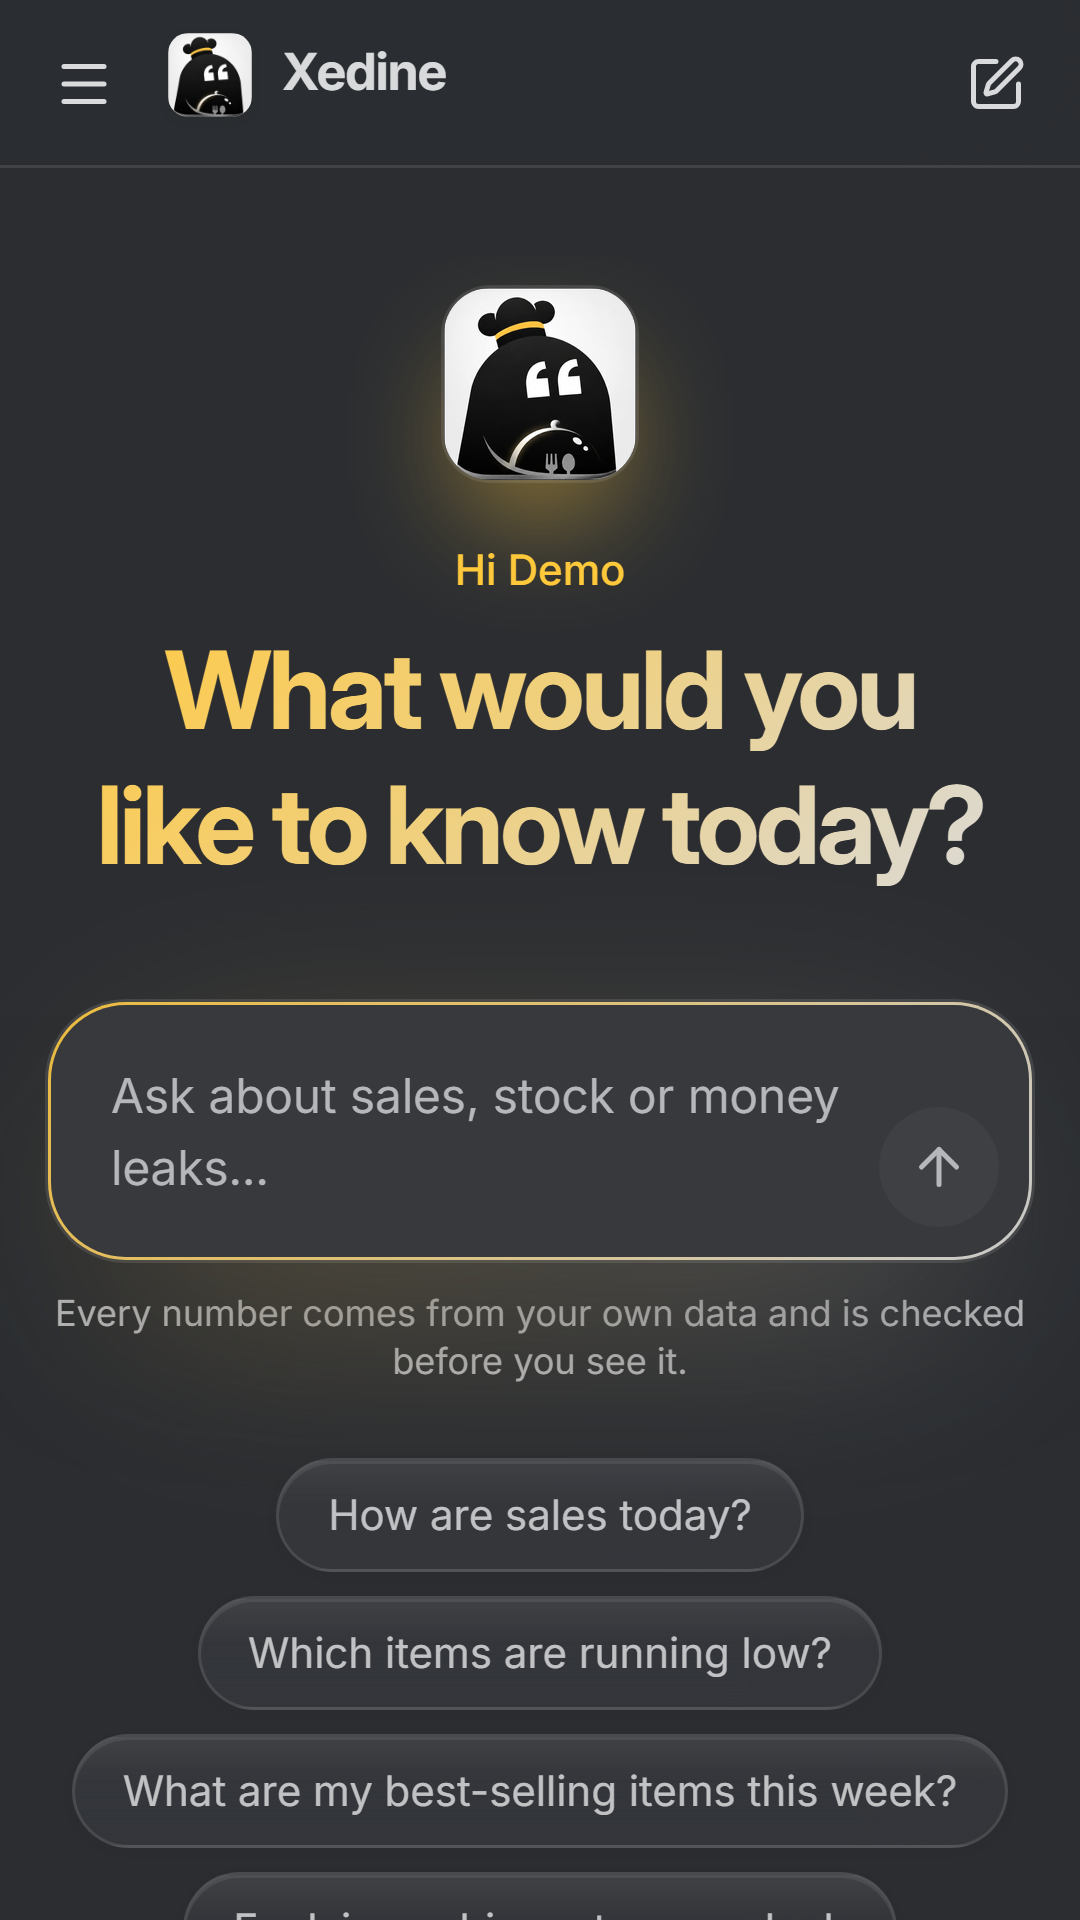 Xedine
Hi Demo
What would you
like to know today?
Ask about sales, stock or money
leaks...
Every number comes from your own data and is checked
before you see it.
How are sales today?
Which items are running low?
What are my best-selling items this week?